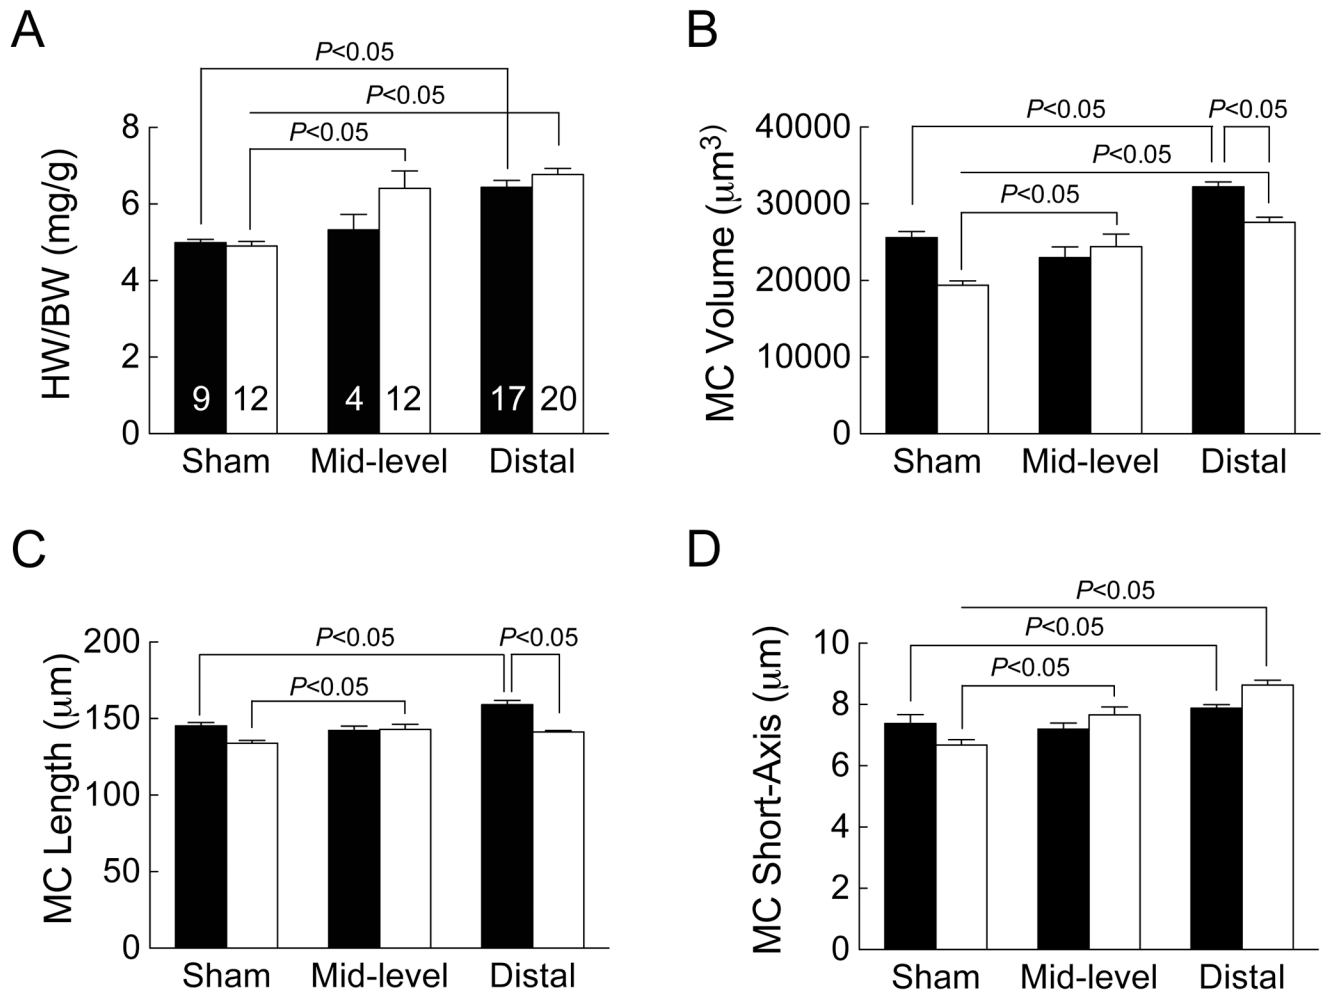 A
P<0.05
P<0.05
P<0.05
HW/BW (mg/g)
8
6
4
2
0
9
12
4
12
17
20
Sham
Mid-level
Distal
B
P<0.05
P<0.05
P<0.05
P<0.05
MC Volume (μm³)
40000
30000
20000
10000
0
Sham
Mid-level
Distal
C
P<0.05
P<0.05
P<0.05
MC Length (μm)
200
150
100
50
0
Sham
Mid-level
Distal
D
P<0.05
P<0.05
P<0.05
MC Short-Axis (μm)
10
8
6
4
2
0
Sham
Mid-level
Distal